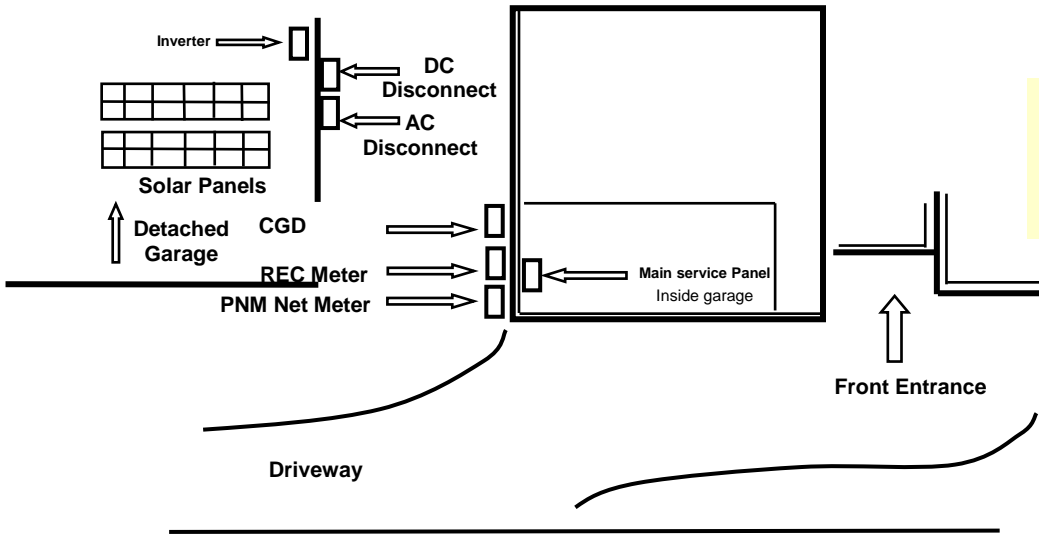 Inverter
DC
Disconnect
AC
Disconnect
Solar Panels
Detached
Garage
CGD
REC Meter
PNM Net Meter
Main service Panel
Inside garage
Front Entrance
Driveway